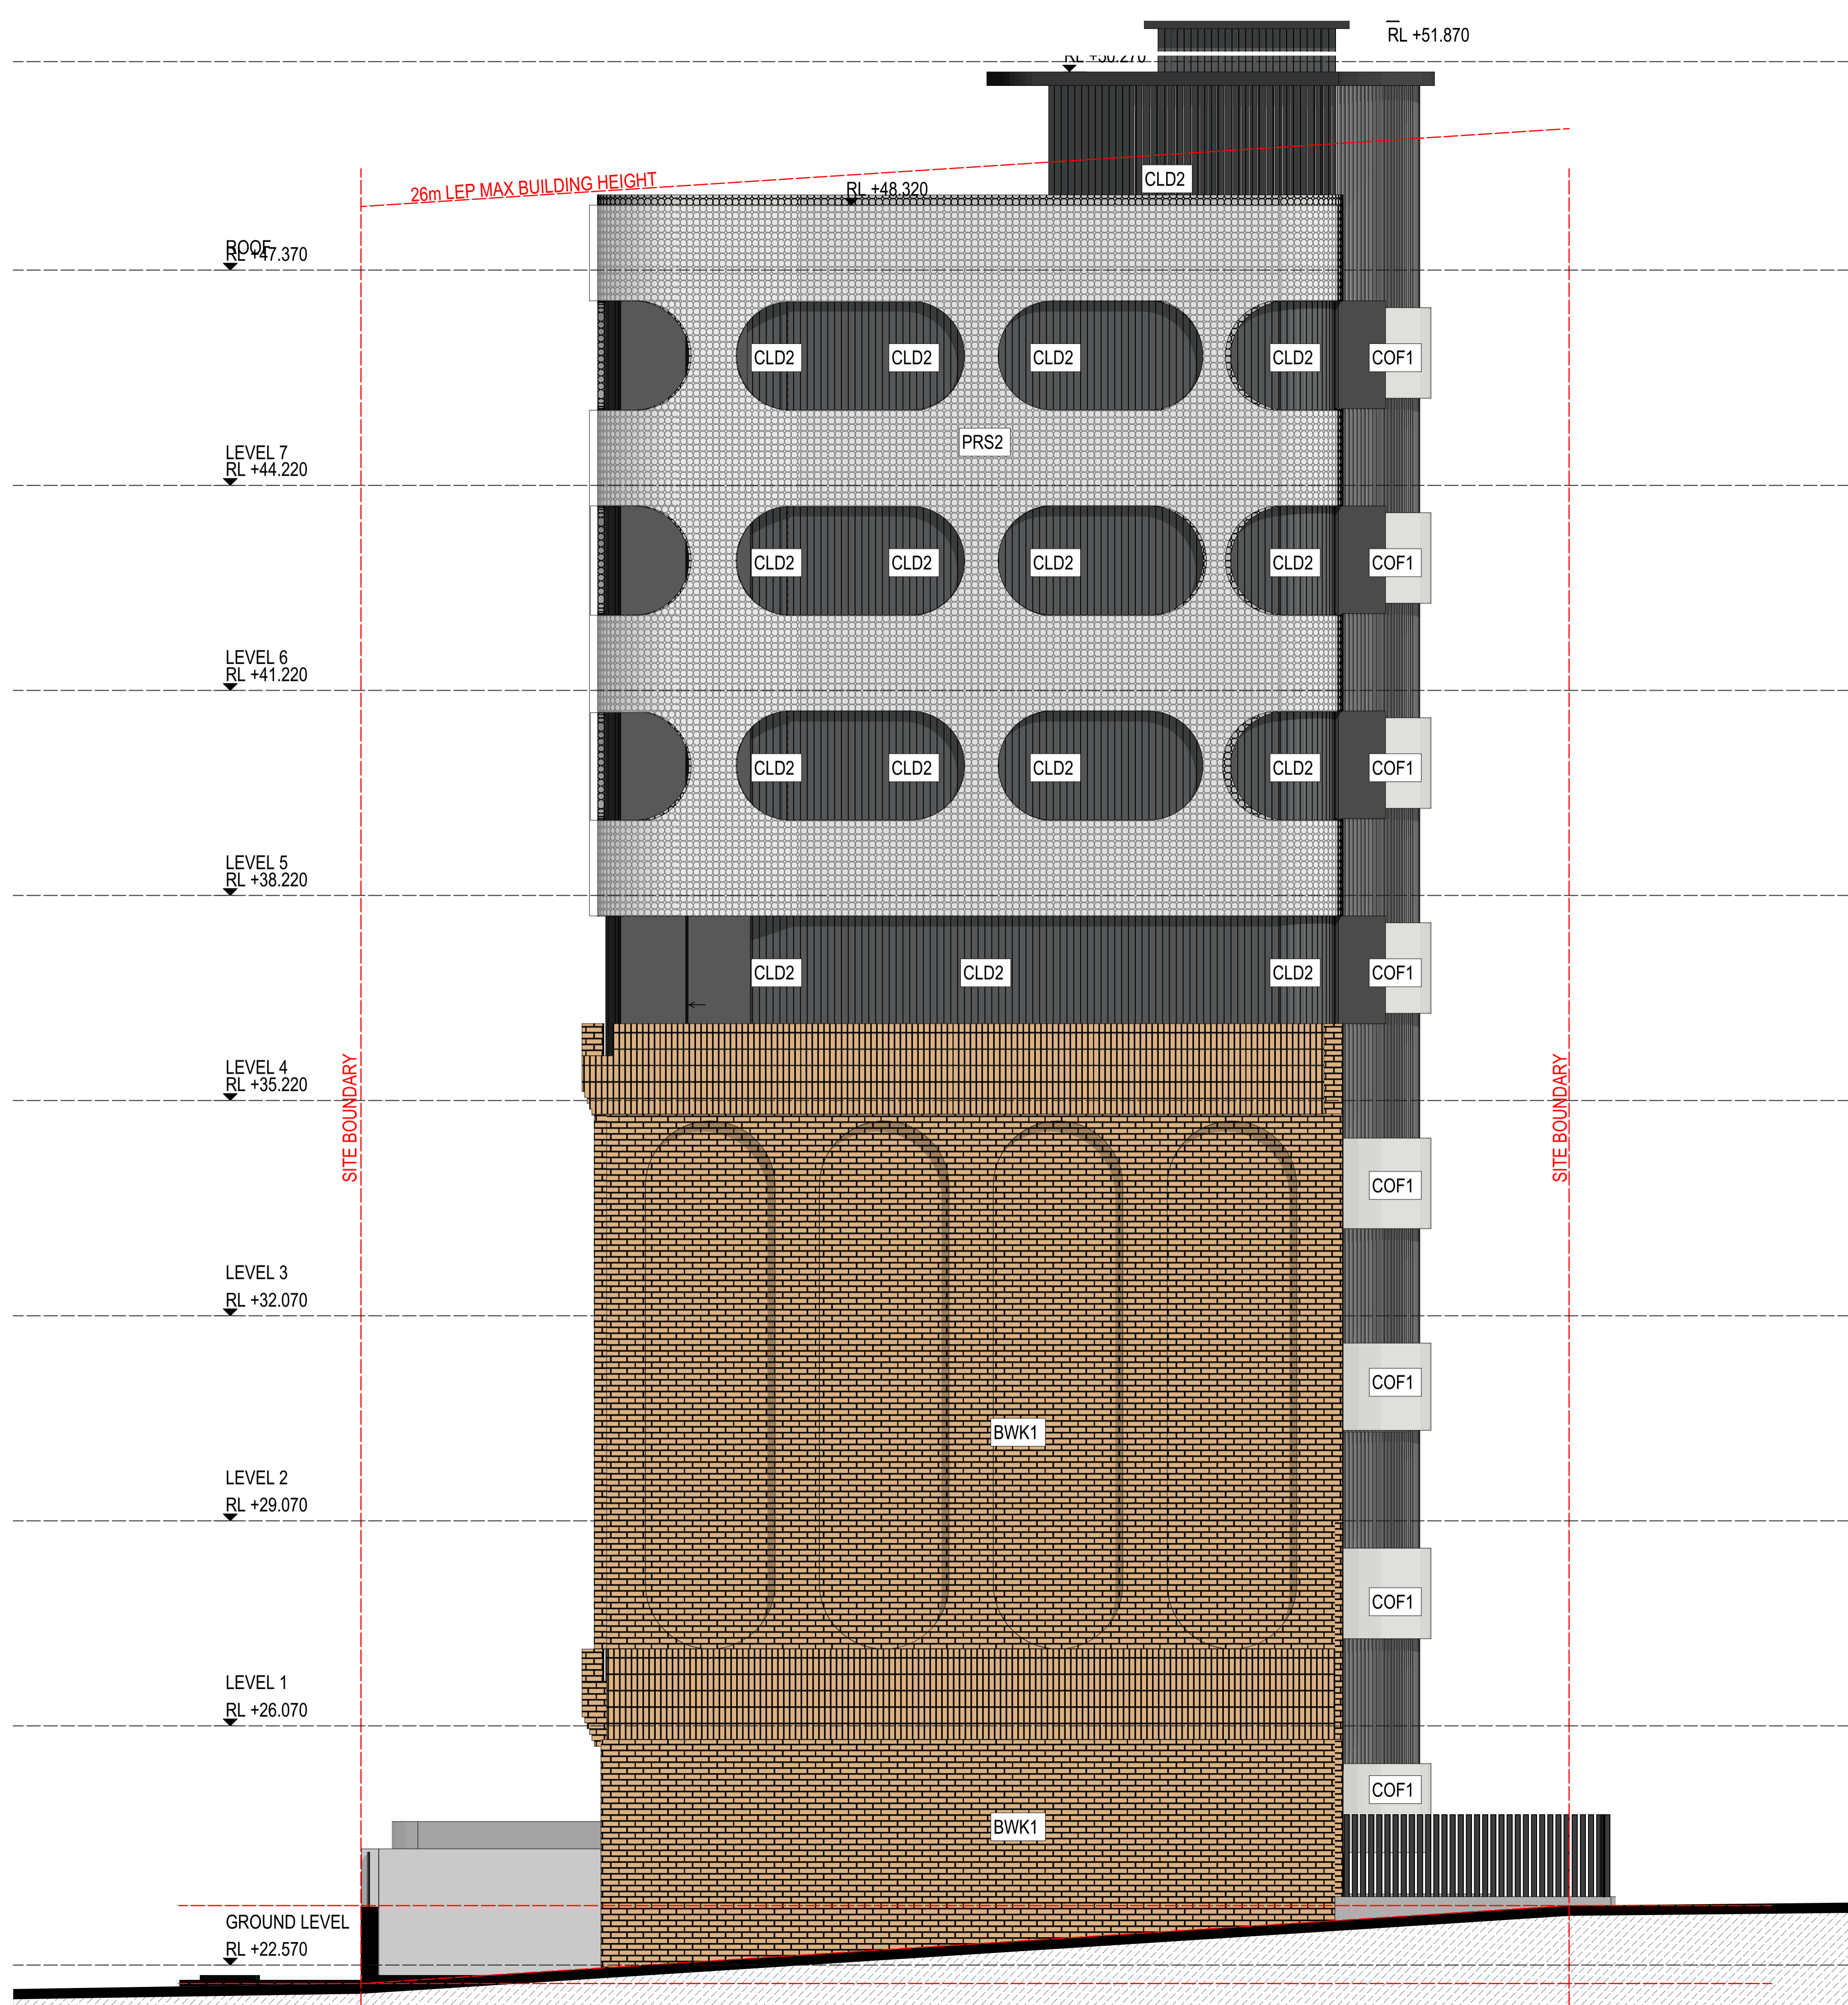 RL +51.870
RL +50.270
CLD2
26m LEP MAX BUILDING HEIGHT
RL +48.320
ROOF
RL +47.370
CLD2 CLD2 CLD2 CLD2 COF1
PRS2
LEVEL 7
RL +44.220
CLD2 CLD2 CLD2 CLD2 COF1
LEVEL 6
RL +41.220
CLD2 CLD2 CLD2 CLD2 COF1
LEVEL 5
RL +38.220
CLD2 CLD2 CLD2 COF1
LEVEL 4
RL +35.220
SITE BOUNDARY
SITE BOUNDARY
COF1
LEVEL 3
RL +32.070
COF1
BWK1
LEVEL 2
RL +29.070
COF1
LEVEL 1
RL +26.070
COF1
BWK1
GROUND LEVEL
RL +22.570